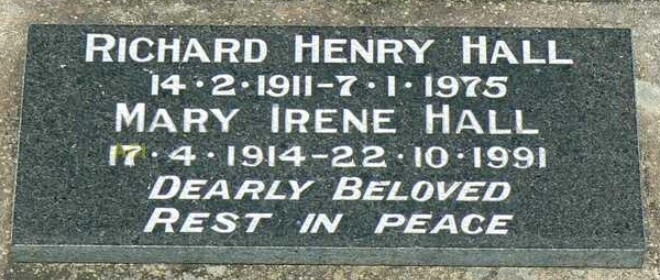 RICHARD HENRY HALL
14·2·1911-7·1·1975
MARY IRENE HALL
17·4·1914-22·10·1991
DEARLY BELOVED
REST IN PEACE